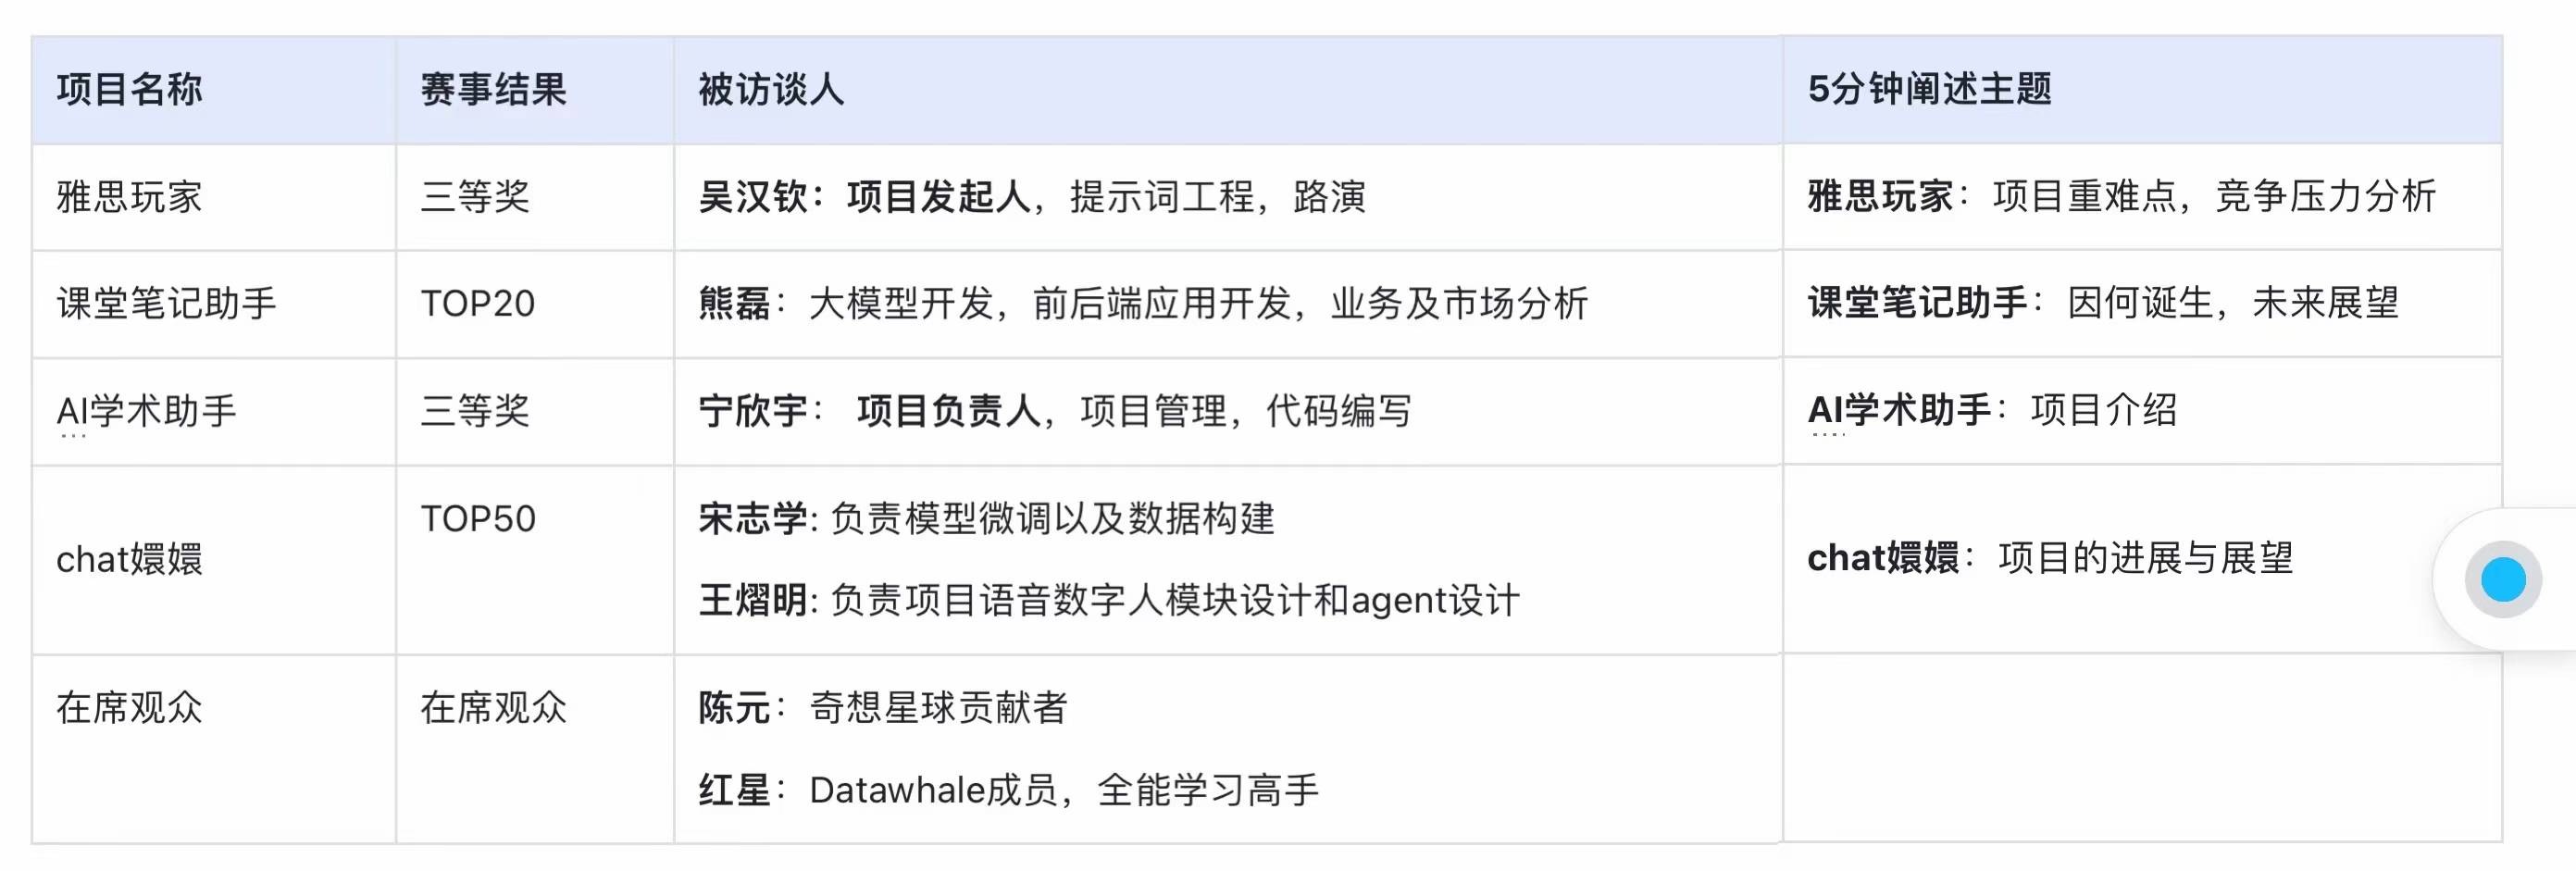 项目名称 赛事结果 被访谈人 5分钟阐述主题
雅思玩家 三等奖 吴汉钦：项目发起人，提示词工程，路演 雅思玩家：项目重难点，竞争压力分析
课堂笔记助手 TOP20 熊磊：大模型开发，前后端应用开发，业务及市场分析 课堂笔记助手：因何诞生，未来展望
AI学术助手 三等奖 宁欣宇： 项目负责人，项目管理，代码编写 AI学术助手：项目介绍
chat嬛嬛 TOP50 宋志学: 负责模型微调以及数据构建
王熠明: 负责项目语音数字人模块设计和agent设计 chat嬛嬛：项目的进展与展望
在席观众 在席观众 陈元：奇想星球贡献者
红星：Datawhale成员，全能学习高手